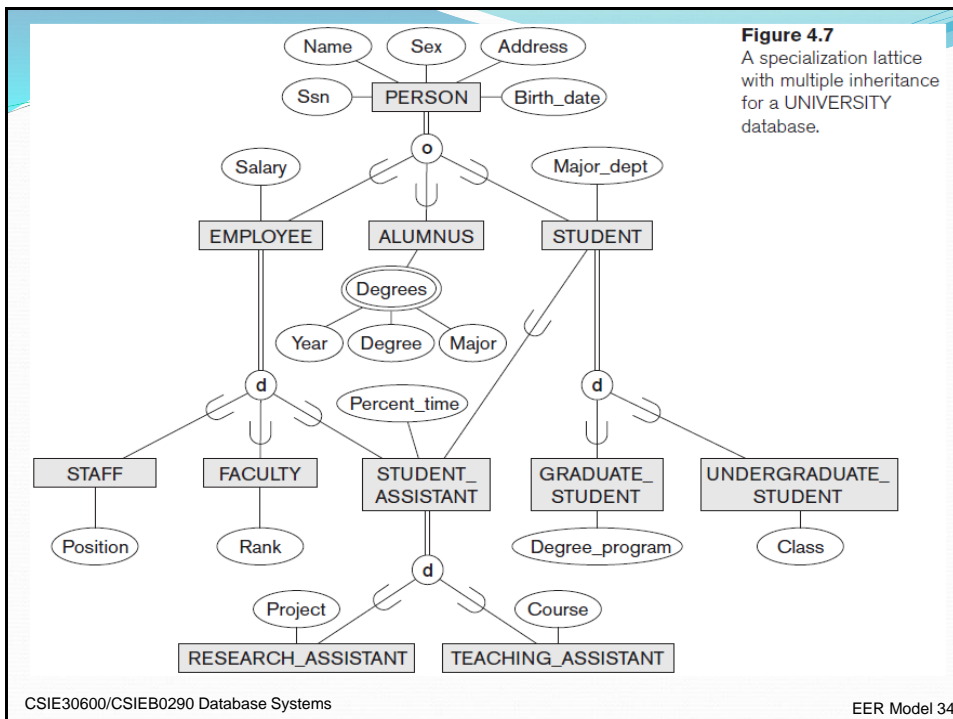 Figure 4.7
A specialization lattice
with multiple inheritance
for a UNIVERSITY
database.
Name
Sex
Address
Ssn
PERSON
Birth_date
o
Salary
Major_dept
EMPLOYEE
ALUMNUS
STUDENT
Degrees
Year
Degree
Major
d
d
Percent_time
STAFF
FACULTY
STUDENT_
ASSISTANT
GRADUATE_
STUDENT
UNDERGRADUATE_
STUDENT
Position
Rank
Degree_program
Class
d
Project
Course
RESEARCH_ASSISTANT
TEACHING_ASSISTANT
CSIE30600/CSIEB0290 Database Systems
EER Model 34